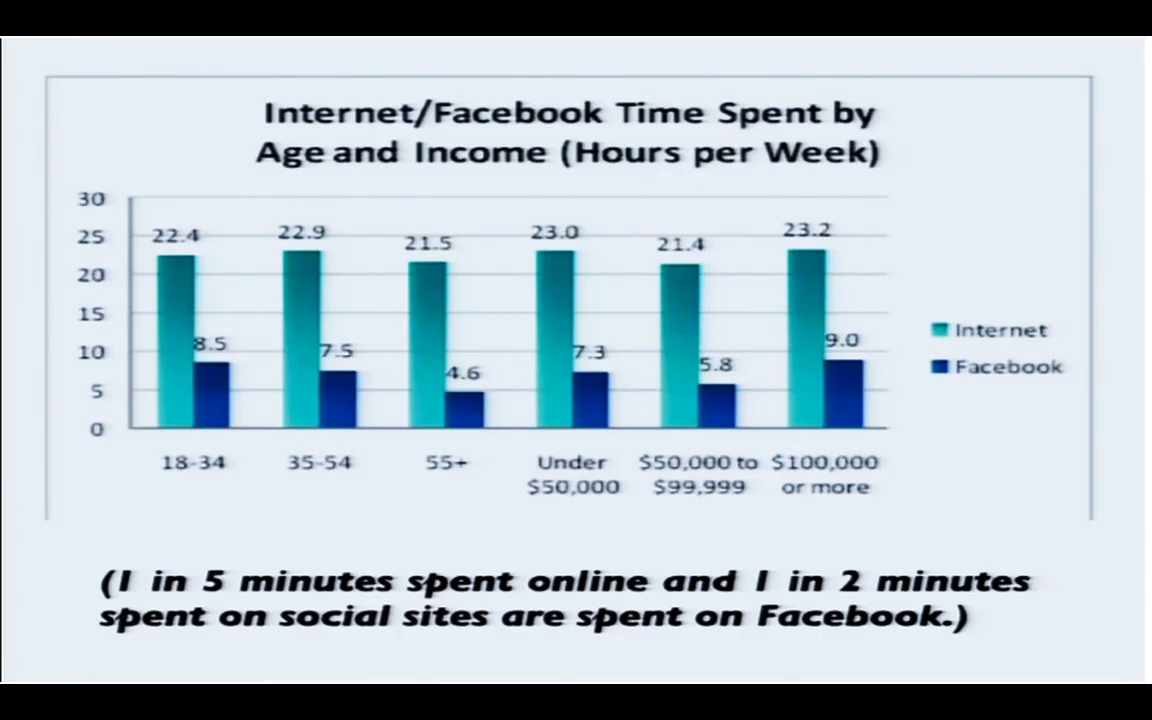 Internet/Facebook Time Spent by
Age and Income (Hours per Week)
30
25
20
15
10
5
0
22.4
8.5
22.9
7.5
21.5
4.6
23.0
7.3
21.4
5.8
23.2
9.0
18-34
35-54
55+
Under
$50,000
$50,000 to
$99,999
$100,000
or more
Internet
Facebook
(1 in 5 minutes spent online and 1 in 2 minutes
spent on social sites are spent on Facebook.)